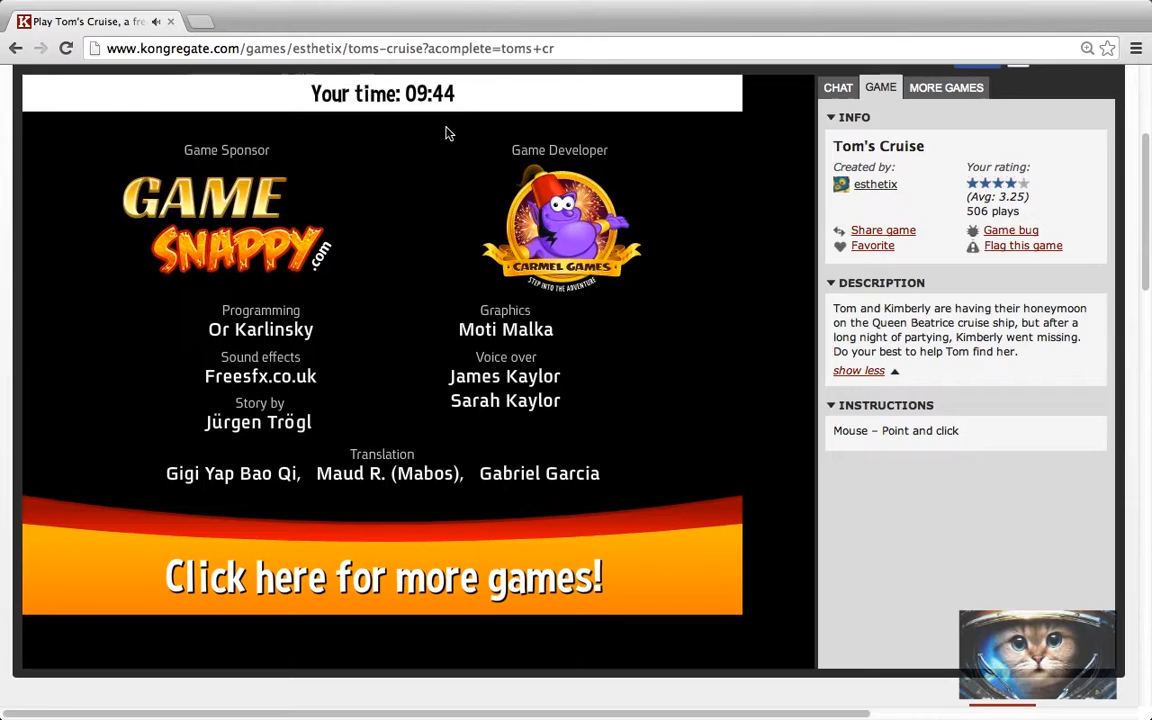 Play Tom's Cruise, a fre
www.kongregate.com/games/esthetix/toms-cruise?acomplete=toms+cr
Your time: 09:44
Game Sponsor
Game Developer
GAME
SNAPPY.com
CARMEL GAMES
STEP INTO THE ADVENTURE
Programming
Or Karlinsky
Graphics
Moti Malka
Sound effects
Freesfx.co.uk
Voice over
James Kaylor
Sarah Kaylor
Story by
Jürgen Trögl
Translation
Gigi Yap Bao Qi, Maud R. (Mabos), Gabriel Garcia
Click here for more games!
CHAT GAME MORE GAMES
INFO
Tom's Cruise
Created by:
esthetix
Your rating:
(Avg: 3.25)
506 plays
Share game
Game bug
Favorite
Flag this game
DESCRIPTION
Tom and Kimberly are having their honeymoon
on the Queen Beatrice cruise ship, but after a
long night of partying, Kimberly went missing.
Do your best to help Tom find her.
show less
INSTRUCTIONS
Mouse – Point and click